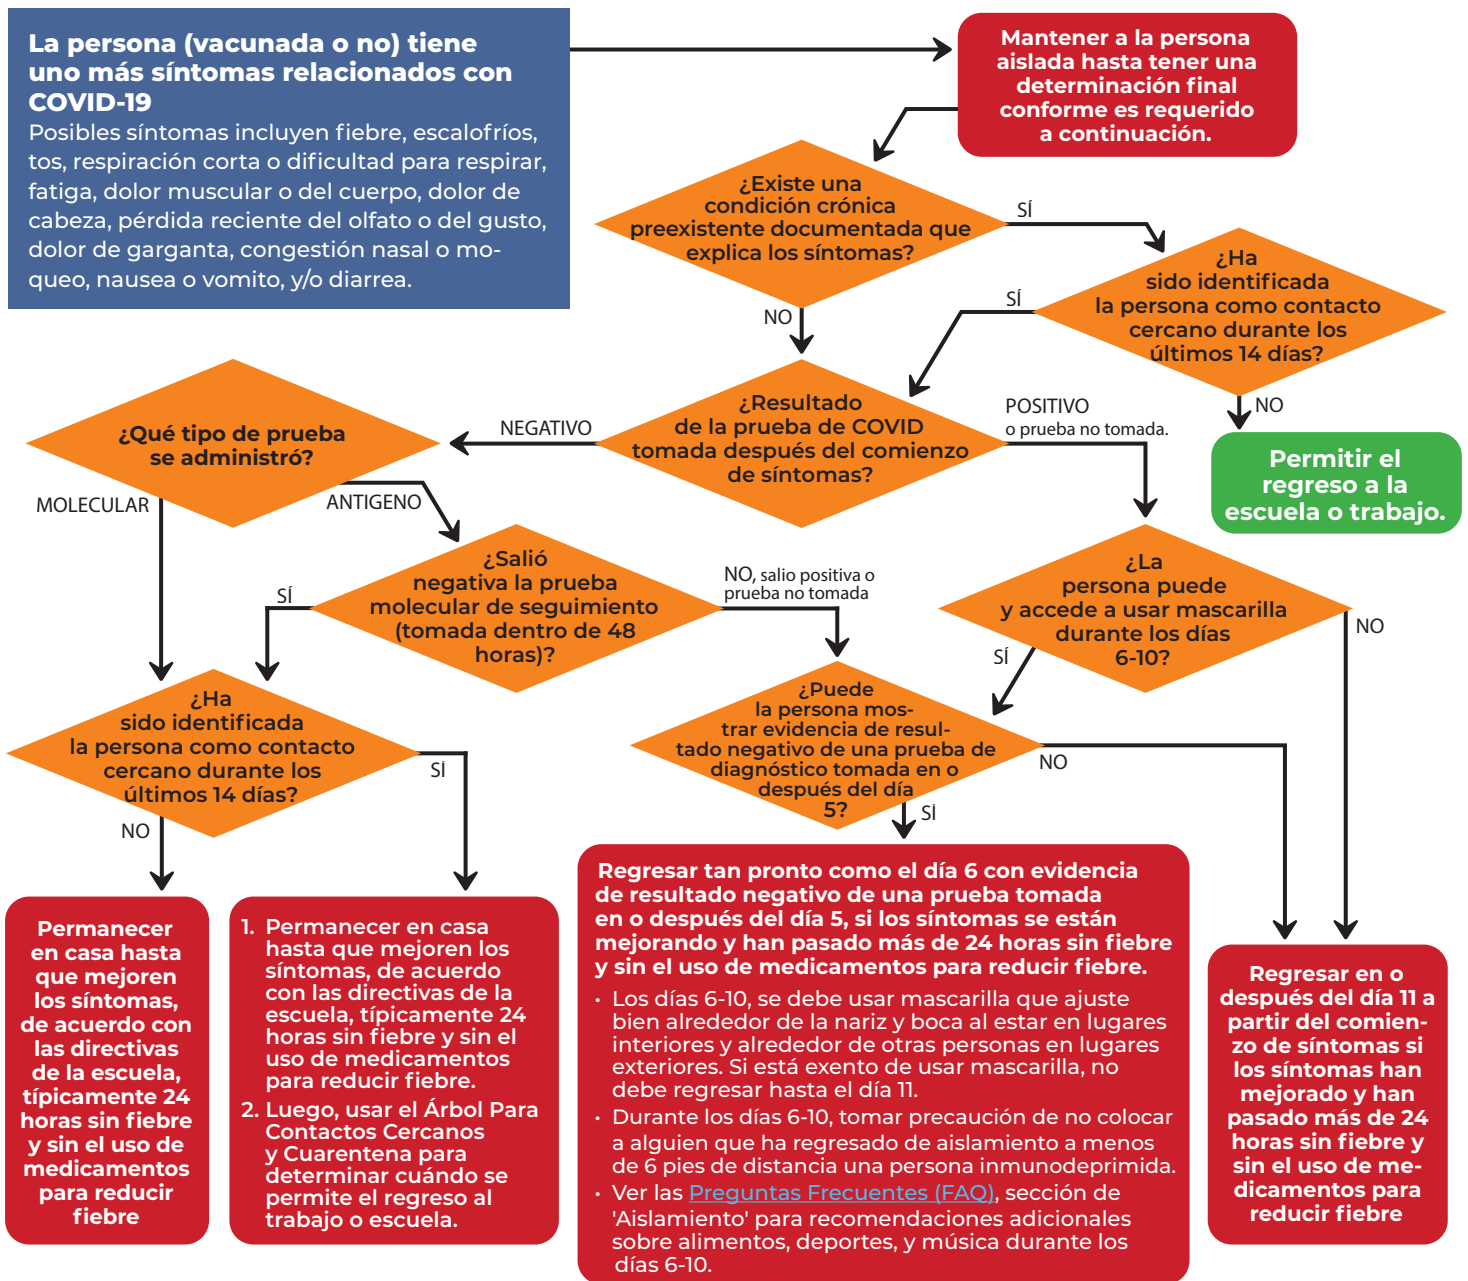 La persona (vacunada o no) tiene
uno más síntomas relacionados con
COVID-19
Posibles síntomas incluyen fiebre, escalofríos,
tos, respiración corta o dificultad para respirar,
fatiga, dolor muscular o del cuerpo, dolor de
cabeza, pérdida reciente del olfato o del gusto,
dolor de garganta, congestión nasal o mo-
queo, nausea o vomito, y/o diarrea.
Mantener a la persona
aislada hasta tener una
determinación final
conforme es requerido
a continuación.
¿Existe una
condición crónica
preexistente documentada que
explica los síntomas?
SÍ
NO
¿Ha
sido identificada
la persona como contacto
cercano durante los
últimos 14 días?
SÍ
NO
Permitir el
regreso a la
escuela o trabajo.
¿Resultado
de la prueba de COVID
tomada después del comienzo
de síntomas?
NEGATIVO
POSITIVO
o prueba no tomada.
¿Qué tipo de prueba
se administró?
MOLECULAR
ANTIGENO
¿Salió
negativa la prueba
molecular de seguimiento
(tomada dentro de 48
horas)?
SÍ
NO, salio positiva o
prueba no tomada
¿La
persona puede
y accede a usar mascarilla
durante los días
6-10?
SÍ
NO
¿Ha
sido identificada
la persona como contacto
cercano durante los
últimos 14 días?
SÍ
NO
¿Puede
la persona mos-
trar evidencia de resul-
tado negativo de una prueba de
diagnóstico tomada en o
después del día
5?
NO
SÍ
Permanecer
en casa hasta
que mejoren
los síntomas,
de acuerdo con
las directivas
de la escuela,
típicamente 24
horas sin fiebre
y sin el uso de
medicamentos
para reducir
fiebre
1. Permanecer en casa
hasta que mejoren los
síntomas, de acuerdo
con las directivas de la
escuela, típicamente 24
horas sin fiebre y sin el
uso de medicamentos
para reducir fiebre.
2. Luego, usar el Árbol Para
Contactos Cercanos
y Cuarentena para
determinar cuándo se
permite el regreso al
trabajo o escuela.
Regresar tan pronto como el día 6 con evidencia
de resultado negativo de una prueba tomada
en o después del día 5, si los síntomas se están
mejorando y han pasado más de 24 horas sin fiebre
y sin el uso de medicamentos para reducir fiebre.
• Los días 6-10, se debe usar mascarilla que ajuste
bien alrededor de la nariz y boca al estar en lugares
interiores y alrededor de otras personas en lugares
exteriores. Si está exento de usar mascarilla, no
debe regresar hasta el día 11.
• Durante los días 6-10, tomar precaución de no colocar
a alguien que ha regresado de aislamiento a menos
de 6 pies de distancia una persona inmunodeprimida.
• Ver las Preguntas Frecuentes (FAQ), sección de
'Aislamiento' para recomendaciones adicionales
sobre alimentos, deportes, y música durante los
días 6-10.
Regresar en o
después del día 11 a
partir del comien-
zo de síntomas si
los síntomas han
mejorado y han
pasado más de 24
horas sin fiebre y
sin el uso de me-
dicamentos para
reducir fiebre